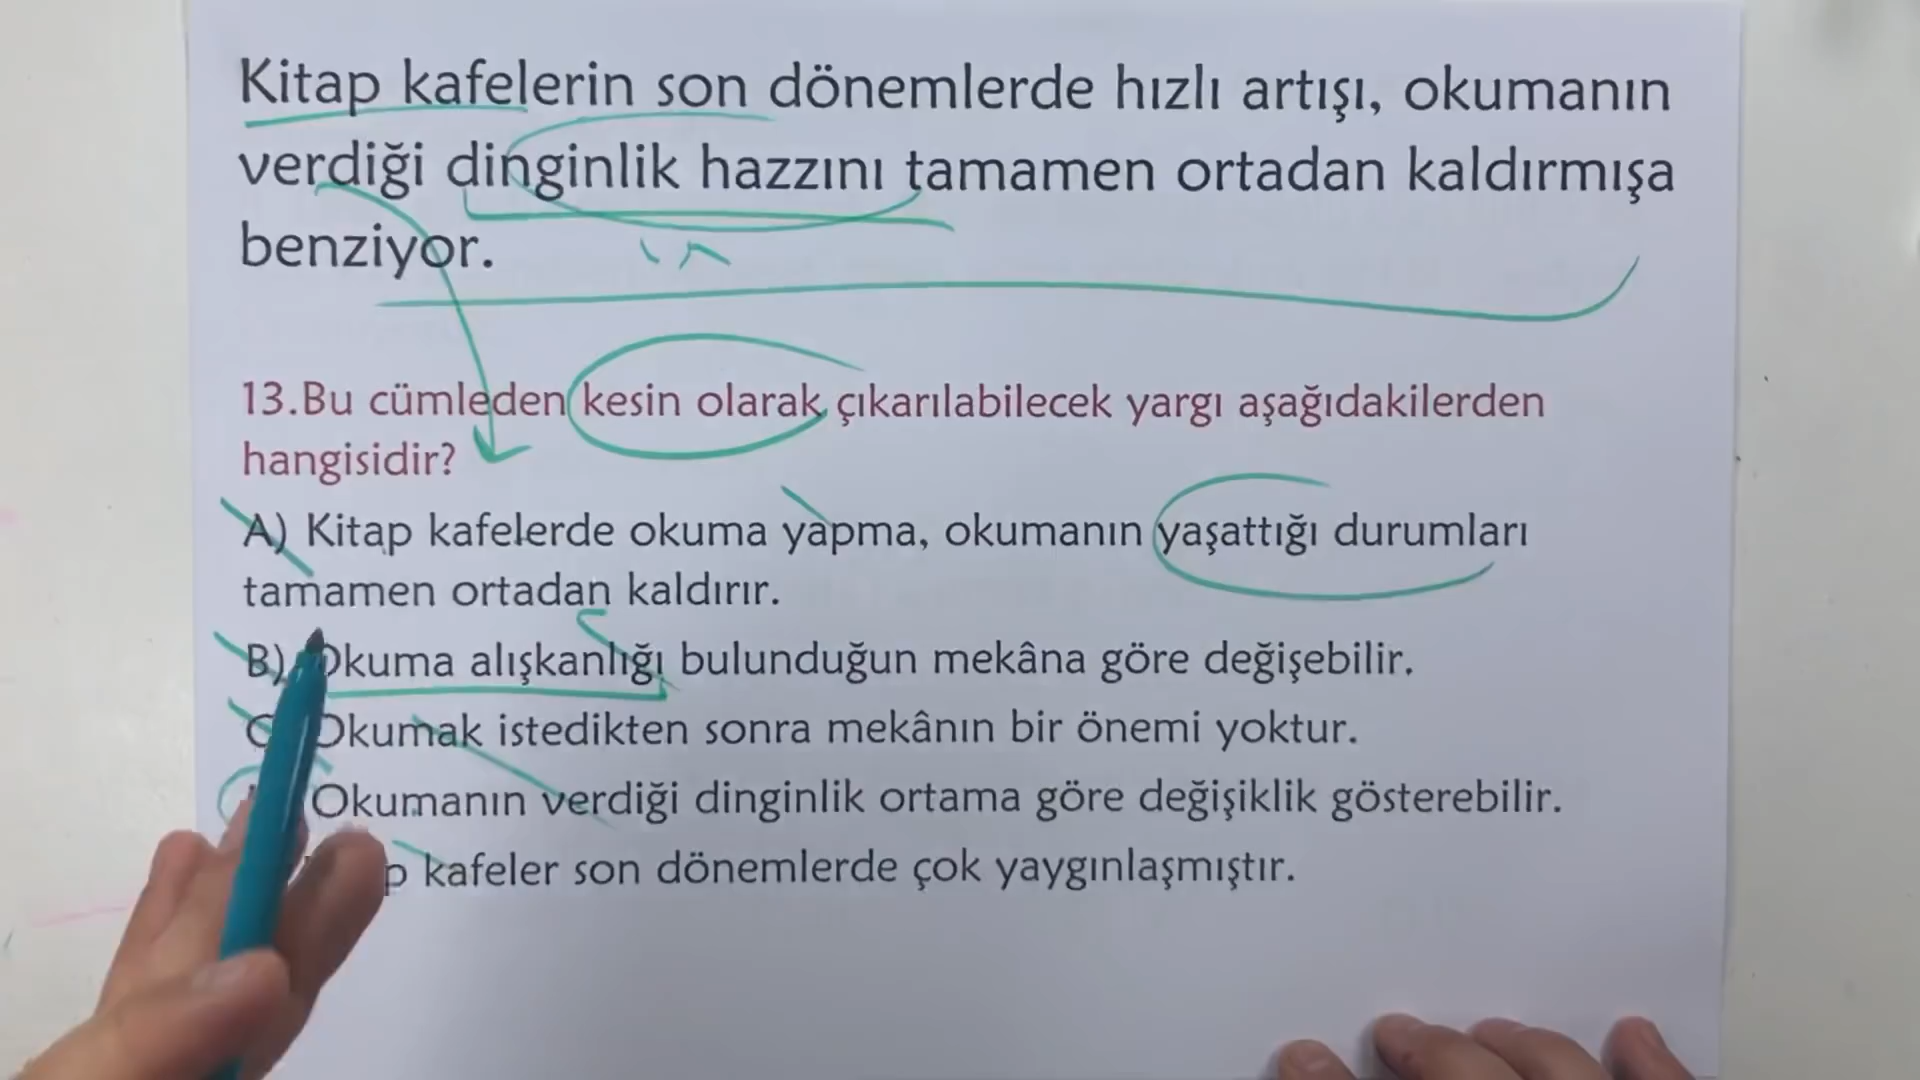 Kitap kafelerin son dönemlerde hızlı artışı, okumanın
verdiği dinginlik hazzını tamamen ortadan kaldırmışa
benziyor.
13.Bu cümleden kesin olarak çıkarılabilecek yargı aşağıdakilerden
hangisidir?
A) Kitap kafelerde okuma yapma, okumanın yaşattığı durumları
tamamen ortadan kaldırır.
B) Okuma alışkanlığı bulunduğun mekâna göre değişebilir.
C Okumak istedikten sonra mekânın bir önemi yoktur.
Okumanın verdiği dinginlik ortama göre değişiklik gösterebilir.
p kafeler son dönemlerde çok yaygınlaşmıştır.